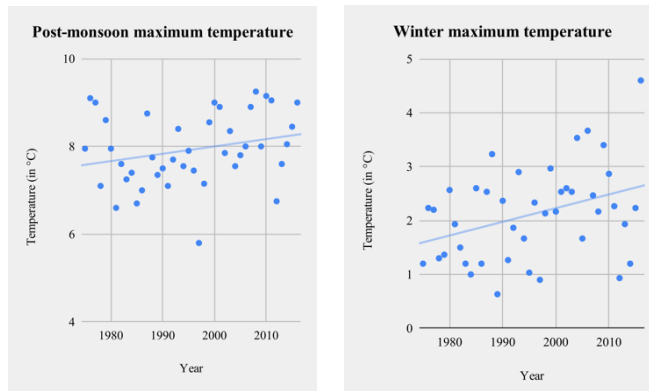 Post-monsoon maximum temperature
10
8
6
4
Temperature (in °C)
1980 1990 2000 2010
Year
Winter maximum temperature
5
4
3
2
1
0
Temperature (in °C)
1980 1990 2000 2010
Year